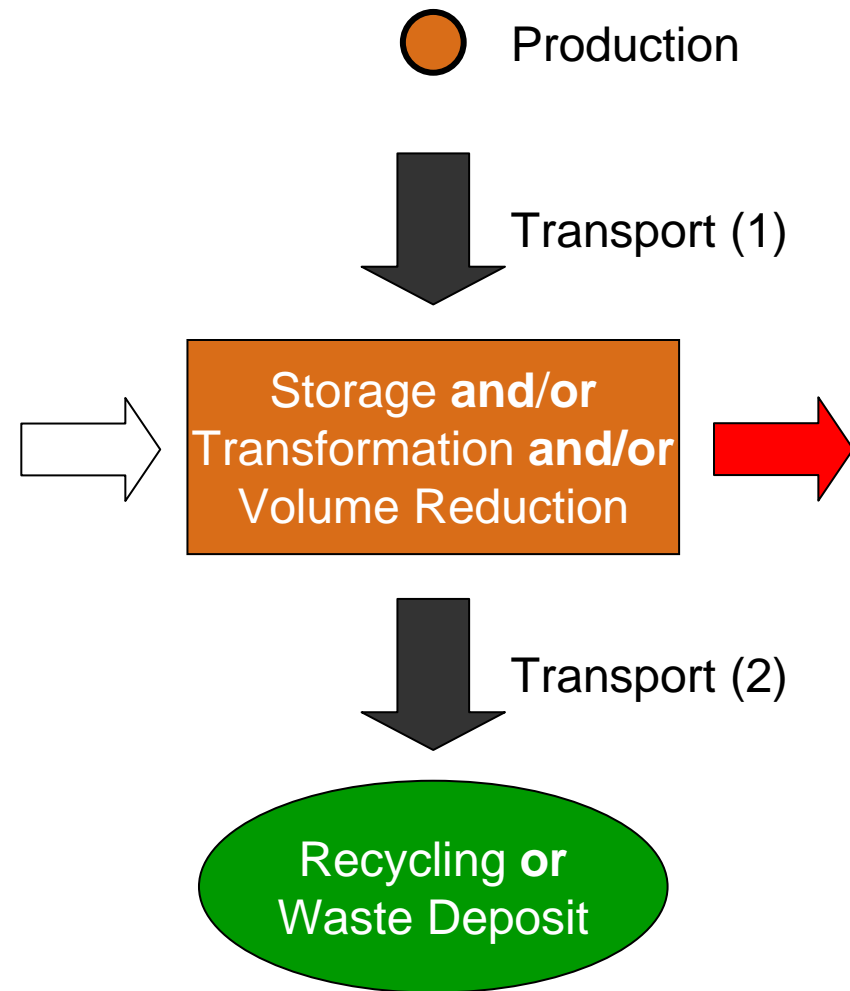 Production
Transport (1)
Storage and/or
Transformation and/or
Volume Reduction
Transport (2)
Recycling or
Waste Deposit